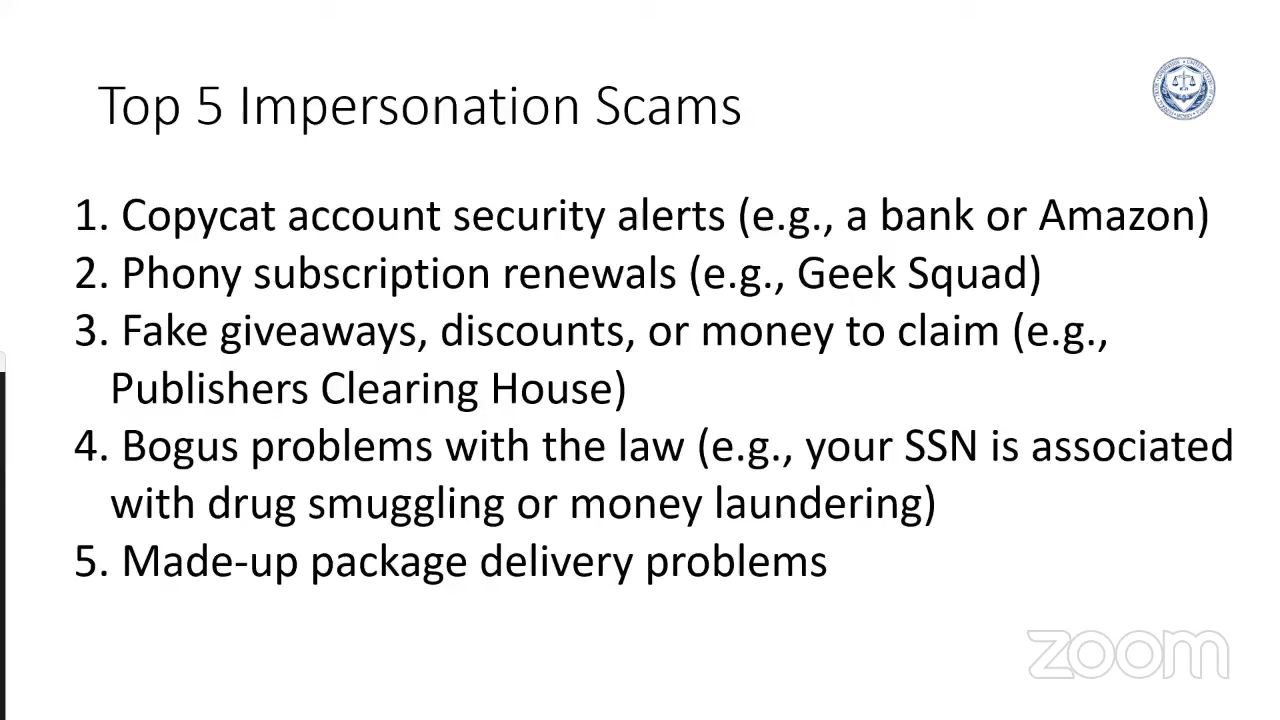 Top 5 Impersonation Scams
1. Copycat account security alerts (e.g., a bank or Amazon)
2. Phony subscription renewals (e.g., Geek Squad)
3. Fake giveaways, discounts, or money to claim (e.g.,
Publishers Clearing House)
4. Bogus problems with the law (e.g., your SSN is associated
with drug smuggling or money laundering)
5. Made-up package delivery problems
zoom